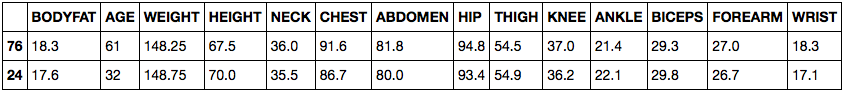 BODYFAT AGE WEIGHT HEIGHT NECK CHEST ABDOMEN HIP THIGH KNEE ANKLE BICEPS FOREARM WRIST
76 18.3 61 148.25 67.5 36.0 91.6 81.8 94.8 54.5 37.0 21.4 29.3 27.0 18.3
24 17.6 32 148.75 70.0 35.5 86.7 80.0 93.4 54.9 36.2 22.1 29.8 26.7 17.1